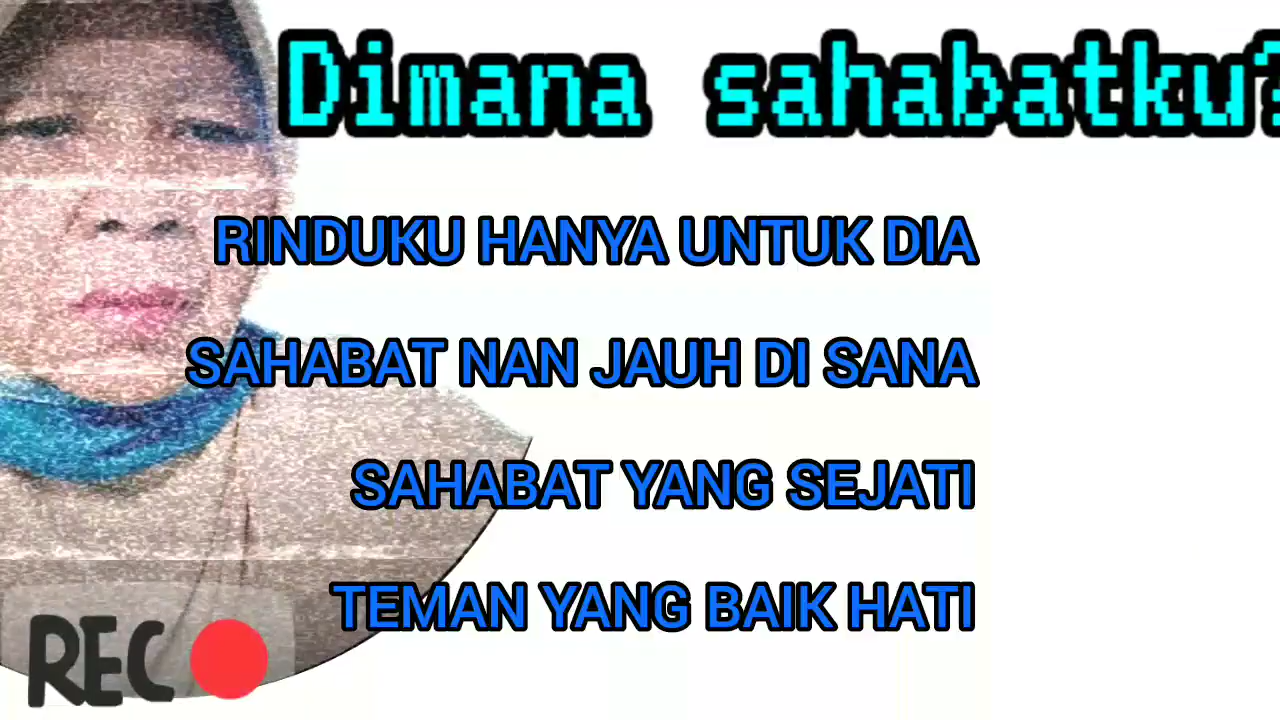 Dimana sahabatku?
RINDUKU HANYA UNTUK DIA
SAHABAT NAN JAUH DI SANA
SAHABAT YANG SEJATI
TEMAN YANG BAIK HATI
REC